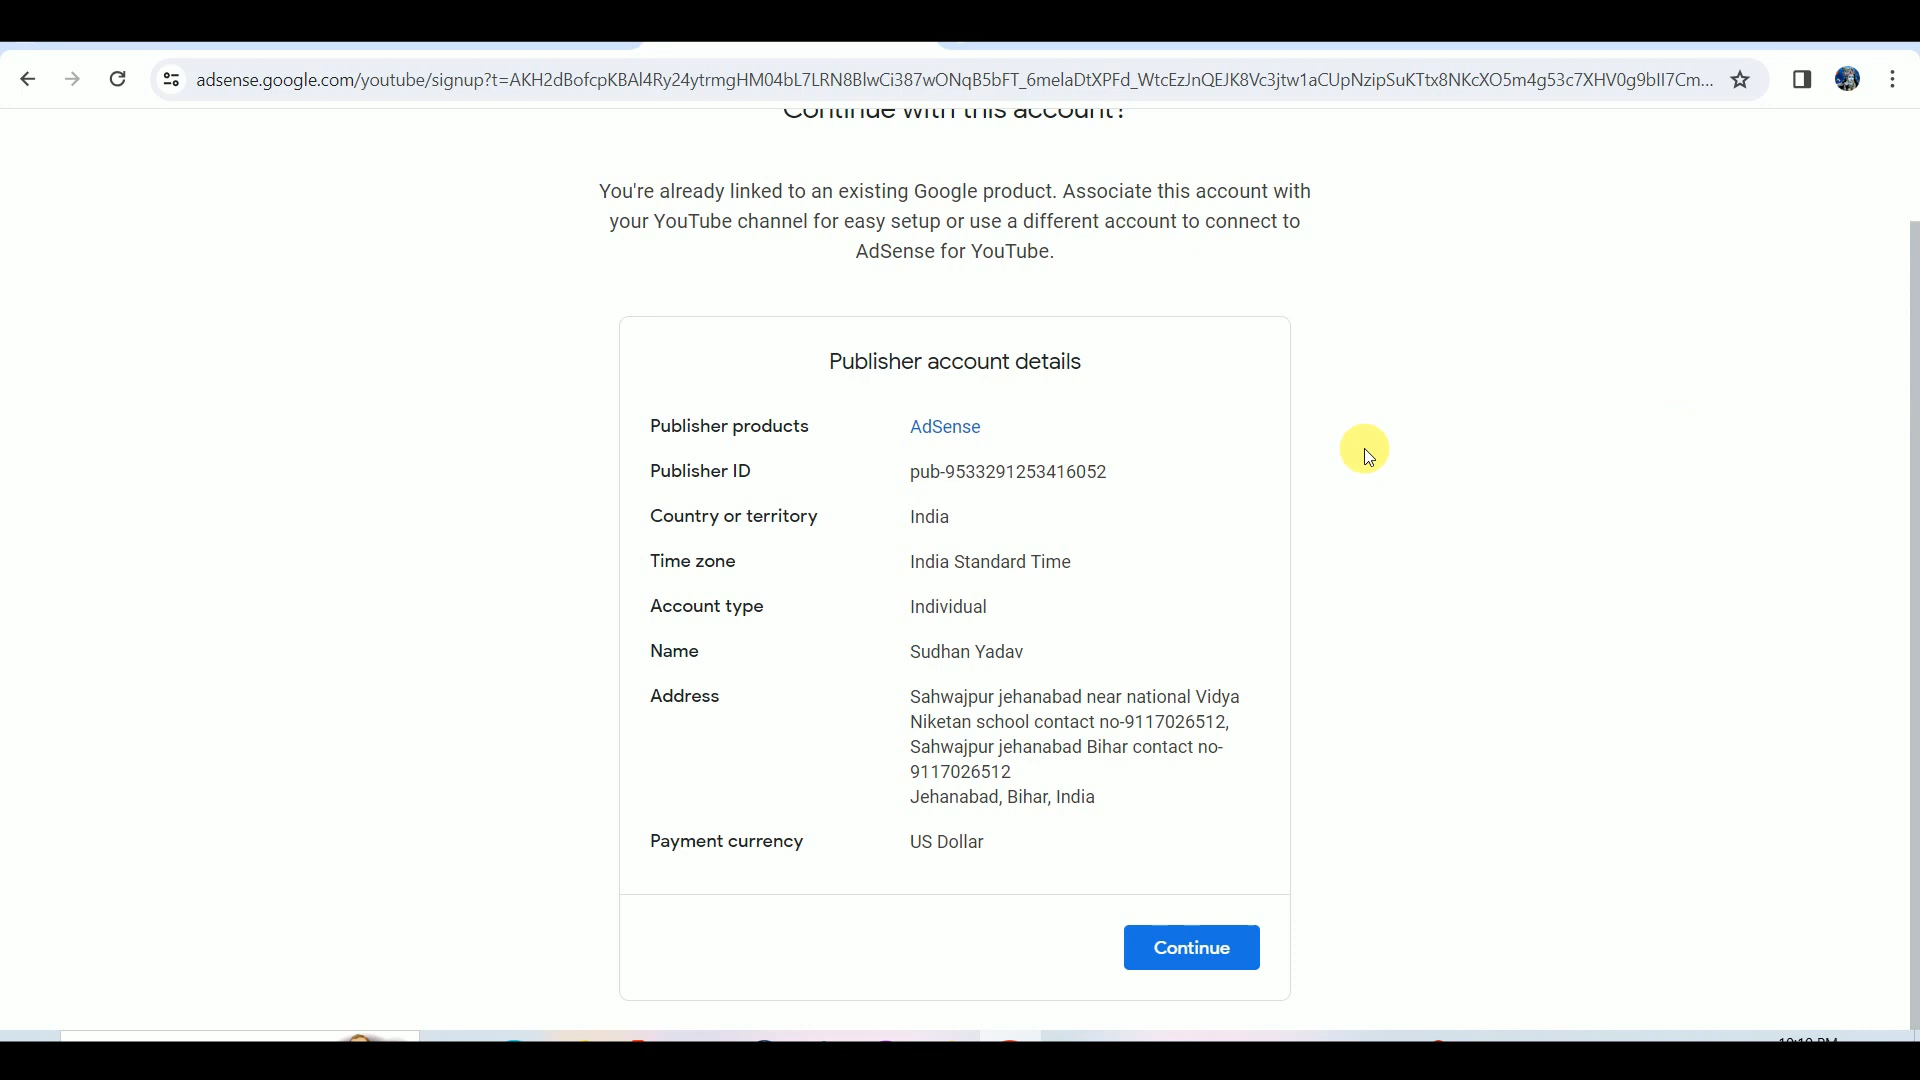 adsense.google.com/youtube/signup?t=AKH2dBofcpKBAl4Ry24ytrmgHM04bL7LRN8BlwCi387wONqB5bFT_6melaDtXPFd_WtcEzJnQEJK8Vc3jtw1aCUpNzipSuKTtx8NKcXO5m4g53c7XHV0g9bII7Cm...
Continue with this account?
You're already linked to an existing Google product. Associate this account with
your YouTube channel for easy setup or use a different account to connect to
AdSense for YouTube.
Publisher account details
Publisher products AdSense
Publisher ID pub-9533291253416052
Country or territory India
Time zone India Standard Time
Account type Individual
Name Sudhan Yadav
Address Sahwajpur jehanabad near national Vidya
Niketan school contact no-9117026512,
Sahwajpur jehanabad Bihar contact no-
9117026512
Jehanabad, Bihar, India
Payment currency US Dollar
Continue